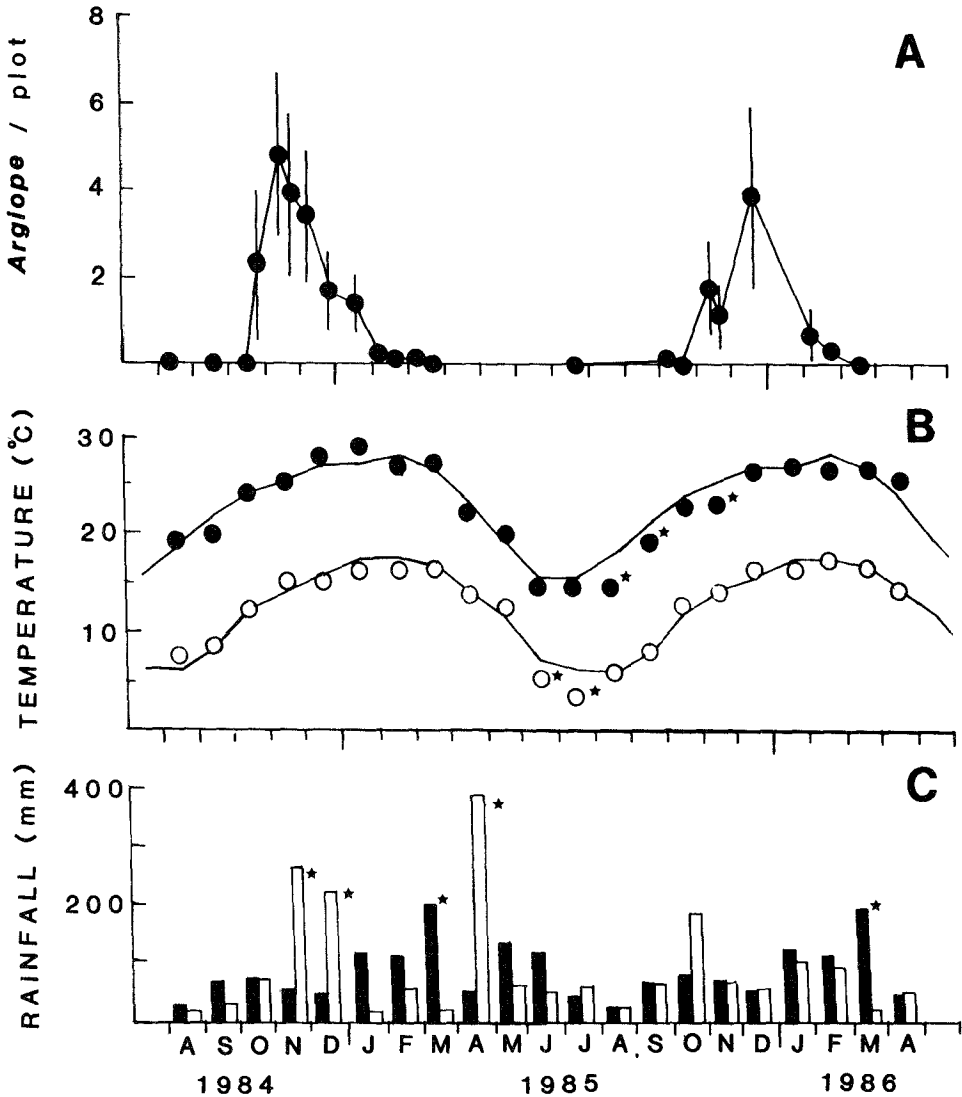 A
Argiope / plot
8
6
4
2
B
TEMPERATURE (°C)
30
20
10
C
RAINFALL (mm)
400
200
A S O N D J F M A M J J A S O N D J F M A
1984 1985 1986